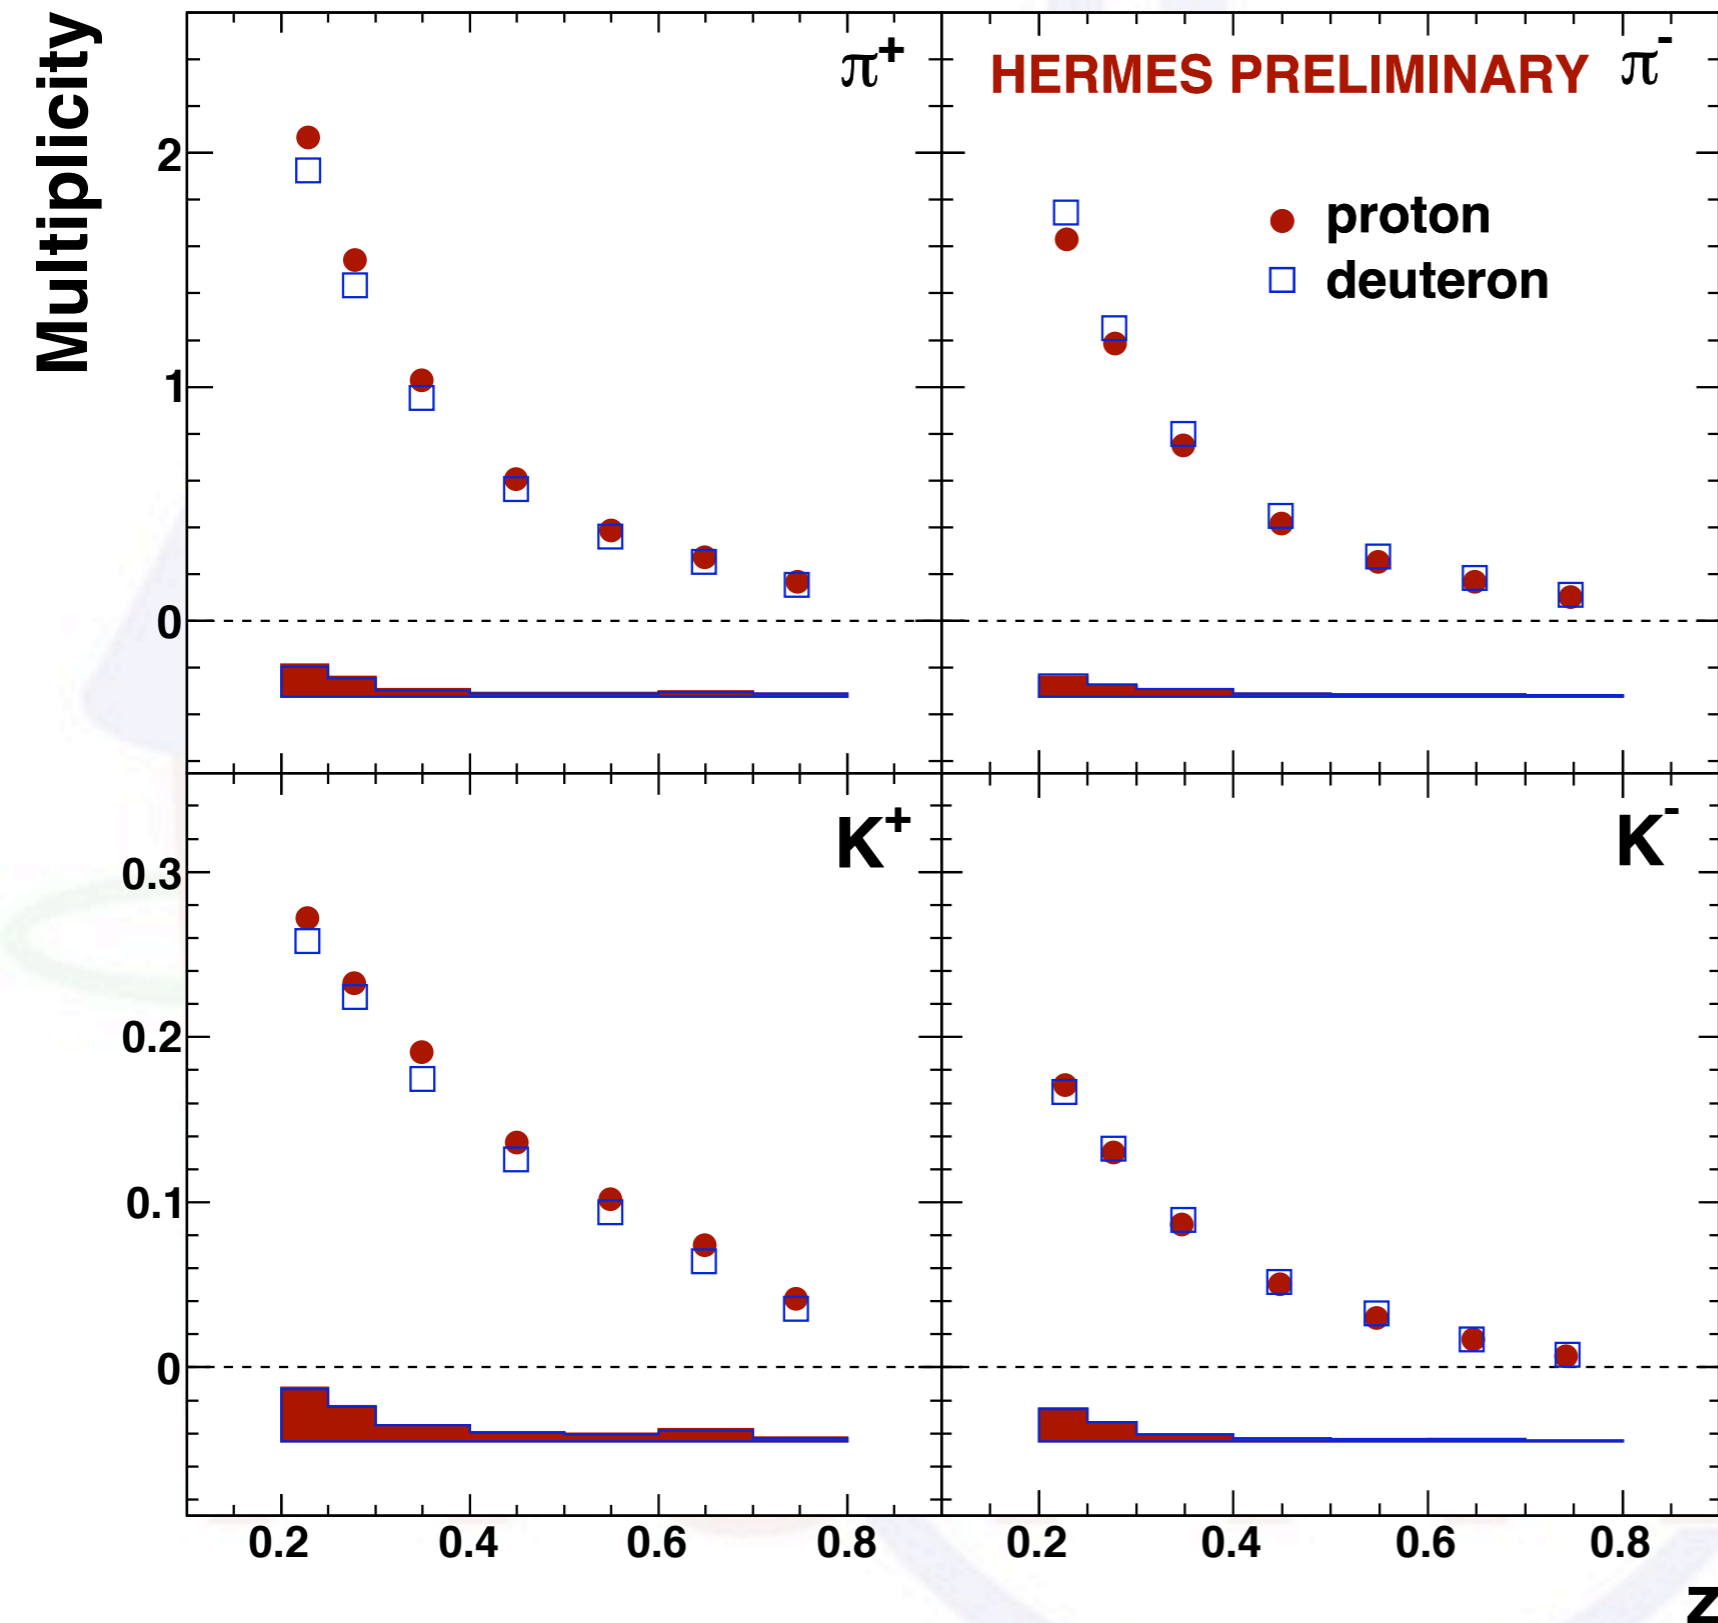 Multiplicity
π+
HERMES PRELIMINARY π-
proton
deuteron
2
1
0
K+
K-
0.3
0.2
0.1
0
0.2 0.4 0.6 0.8 0.2 0.4 0.6 0.8
z